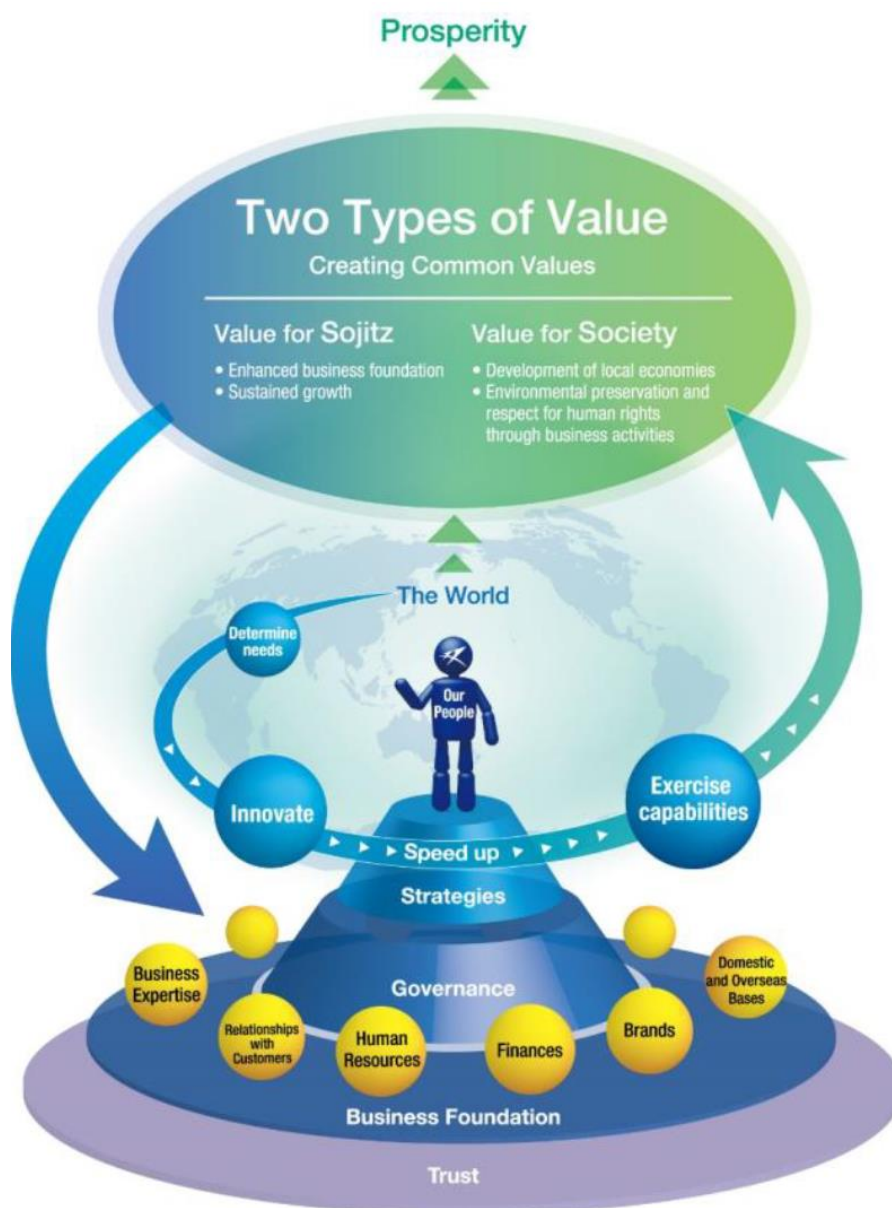 Prosperity
Two Types of Value
Creating Common Values
Value for Sojitz
• Enhanced business foundation
• Sustained growth
Value for Society
• Development of local economies
• Environmental preservation and
respect for human rights
through business activities
The World
Determine
needs
Our
People
Innovate
Exercise
capabilities
Speed up
Strategies
Governance
Business
Expertise
Relationships
with
Customers
Human
Resources
Finances
Brands
Domestic
and Overseas
Bases
Business Foundation
Trust